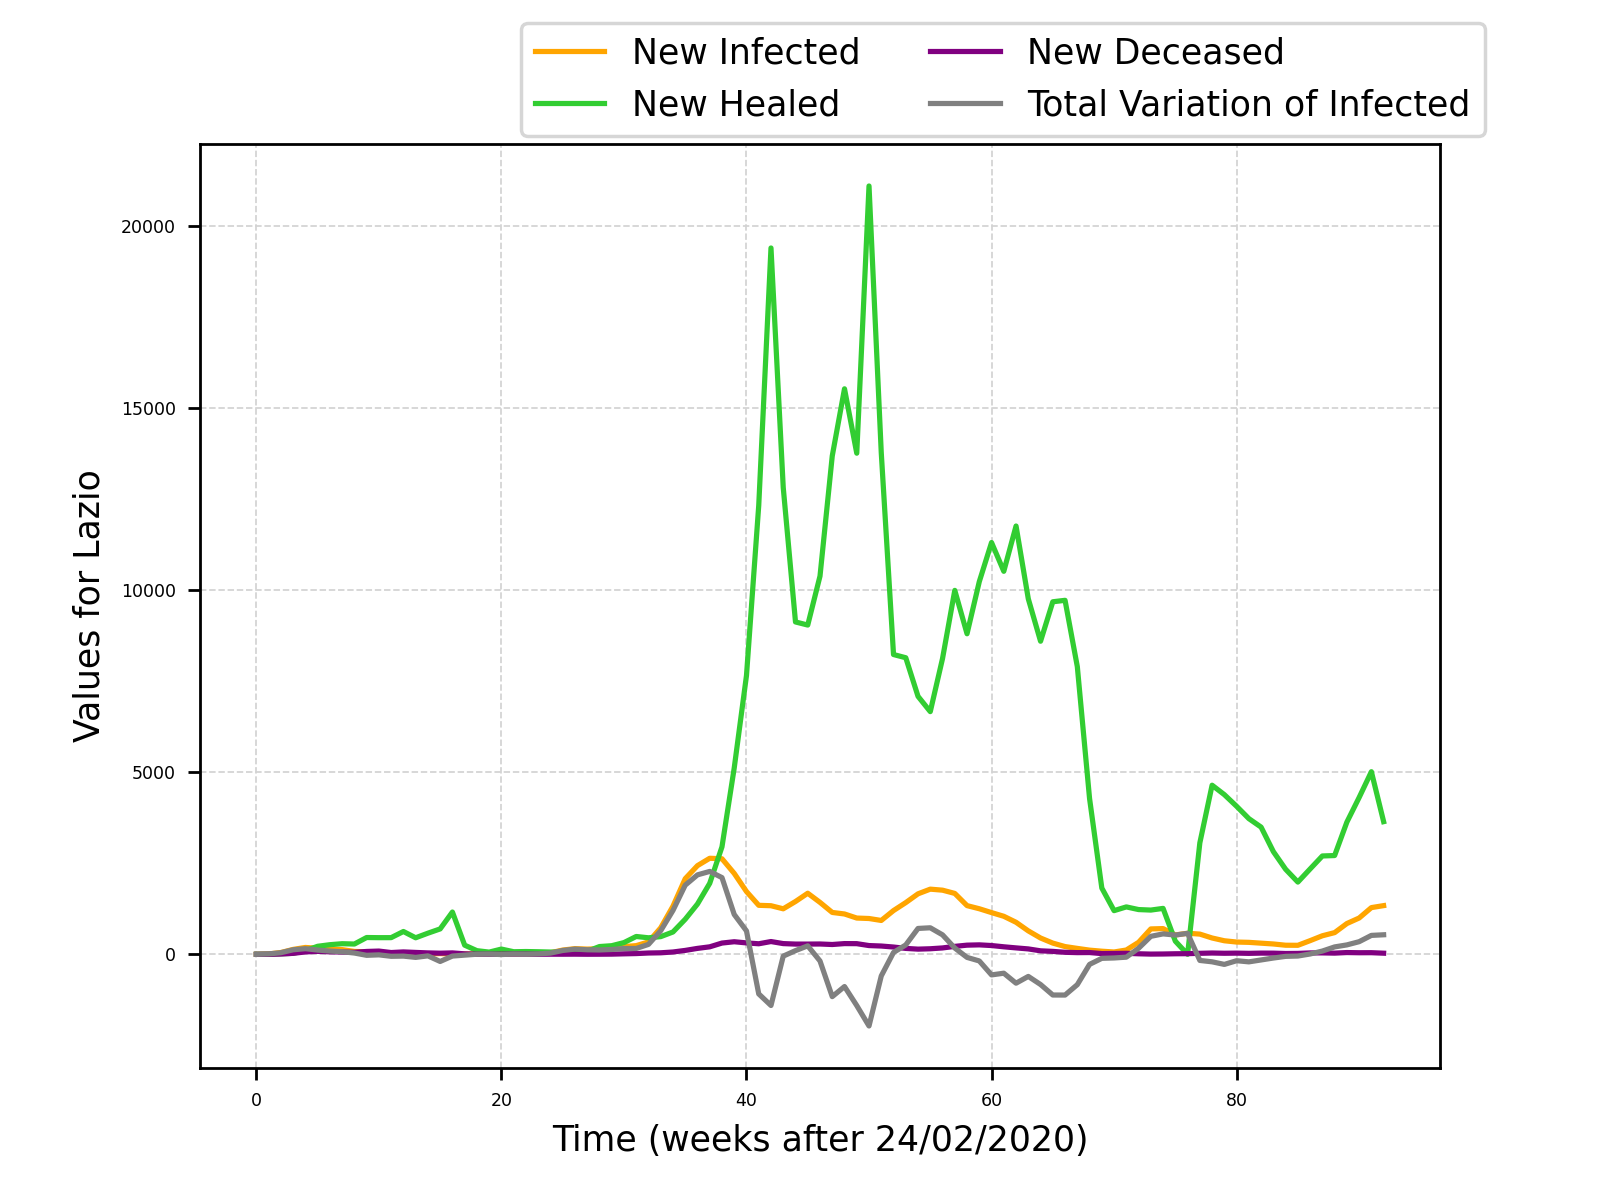 New Infected
New Healed
New Deceased
Total Variation of Infected
Values for Lazio
20000
15000
10000
5000
0
0 20 40 60 80
Time (weeks after 24/02/2020)